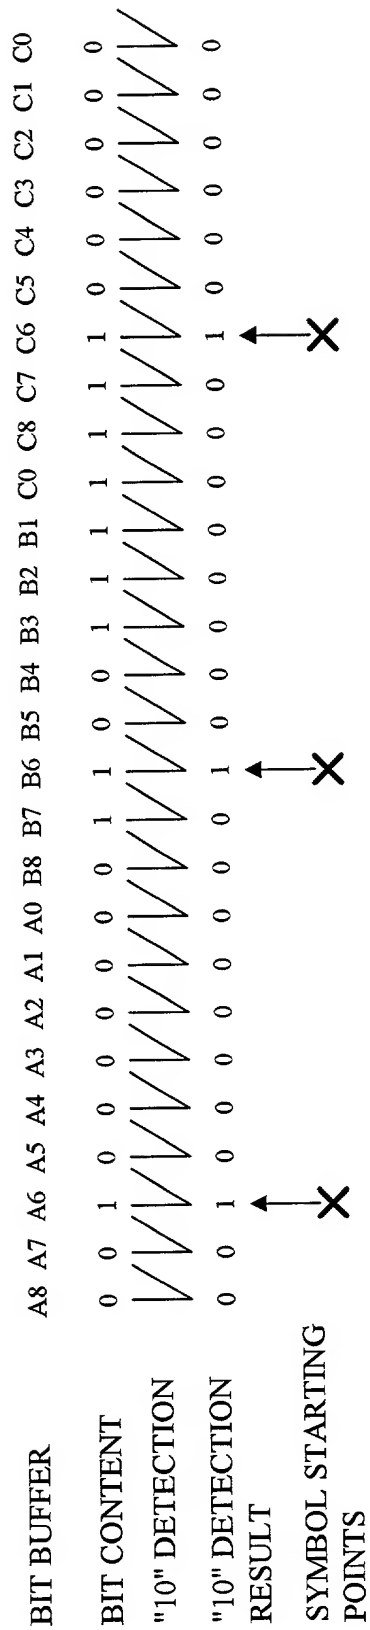 BIT BUFFER A8 A7 A6 A5 A4 A3 A2 A1 A0 B8 B7 B6 B5 B4 B3 B2 B1 C0 C8 C7 C6 C5 C4 C3 C2 C1 C0
BIT CONTENT 0 0 1 0 0 0 0 0 0 0 1 1 0 0 1 1 1 1 1 1 1 0 0 0 0 0 0
"10" DETECTION
"10" DETECTION 0 0 1 0 0 0 0 0 0 0 0 1 0 0 0 0 0 0 0 0 1 0 0 0 0 0 0
RESULT
SYMBOL STARTING
POINTS